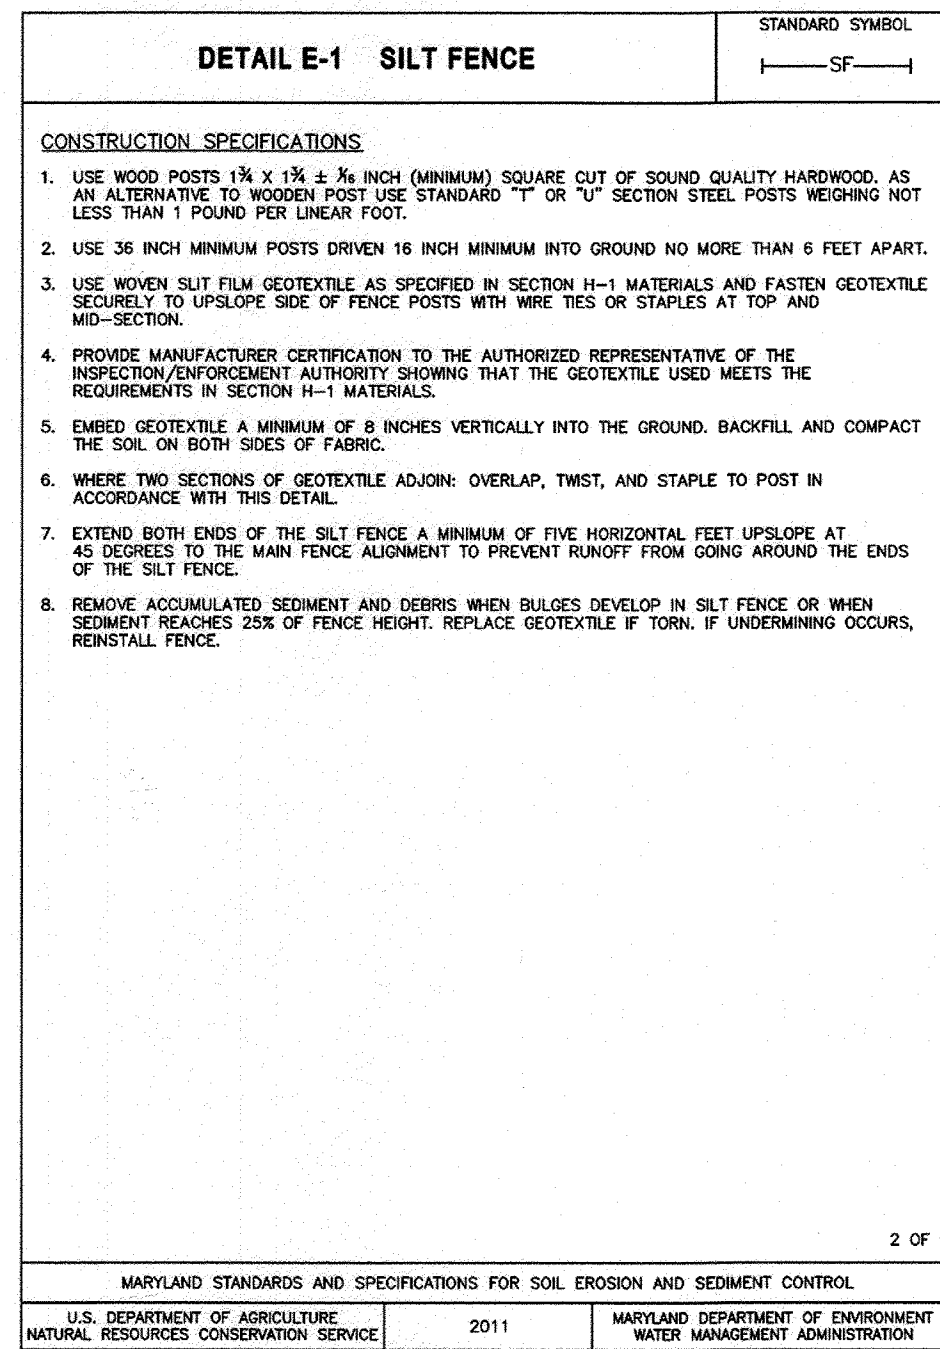 DETAIL E-1 SILT FENCE
STANDARD SYMBOL
SF
CONSTRUCTION SPECIFICATIONS
1. USE WOOD POSTS 1¾ X 1¾ ± 1/16 INCH (MINIMUM) SQUARE CUT OF SOUND QUALITY HARDWOOD. AS
AN ALTERNATIVE TO WOODEN POST USE STANDARD "T" OR "U" SECTION STEEL POSTS WEIGHING NOT
LESS THAN 1 POUND PER LINEAR FOOT.
2. USE 36 INCH MINIMUM POSTS DRIVEN 16 INCH MINIMUM INTO GROUND NO MORE THAN 6 FEET APART.
3. USE WOVEN SLIT FILM GEOTEXTILE AS SPECIFIED IN SECTION H-1 MATERIALS AND FASTEN GEOTEXTILE
SECURELY TO UPSLOPE SIDE OF FENCE POSTS WITH WIRE TIES OR STAPLES AT TOP AND
MID-SECTION.
4. PROVIDE MANUFACTURER CERTIFICATION TO THE AUTHORIZED REPRESENTATIVE OF THE
INSPECTION/ENFORCEMENT AUTHORITY SHOWING THAT THE GEOTEXTILE USED MEETS THE
REQUIREMENTS IN SECTION H-1 MATERIALS.
5. EMBED GEOTEXTILE A MINIMUM OF 8 INCHES VERTICALLY INTO THE GROUND. BACKFILL AND COMPACT
THE SOIL ON BOTH SIDES OF FABRIC.
6. WHERE TWO SECTIONS OF GEOTEXTILE ADJOIN: OVERLAP, TWIST, AND STAPLE TO POST IN
ACCORDANCE WITH THIS DETAIL.
7. EXTEND BOTH ENDS OF THE SILT FENCE A MINIMUM OF FIVE HORIZONTAL FEET UPSLOPE AT
45 DEGREES TO THE MAIN FENCE ALIGNMENT TO PREVENT RUNOFF FROM GOING AROUND THE ENDS
OF THE SILT FENCE.
8. REMOVE ACCUMULATED SEDIMENT AND DEBRIS WHEN BULGES DEVELOP IN SILT FENCE OR WHEN
SEDIMENT REACHES 25% OF FENCE HEIGHT. REPLACE GEOTEXTILE IF TORN. IF UNDERMINING OCCURS,
REINSTALL FENCE.
2 OF
MARYLAND STANDARDS AND SPECIFICATIONS FOR SOIL EROSION AND SEDIMENT CONTROL
U.S. DEPARTMENT OF AGRICULTURE
NATURAL RESOURCES CONSERVATION SERVICE
2011
MARYLAND DEPARTMENT OF ENVIRONMENT
WATER MANAGEMENT ADMINISTRATION